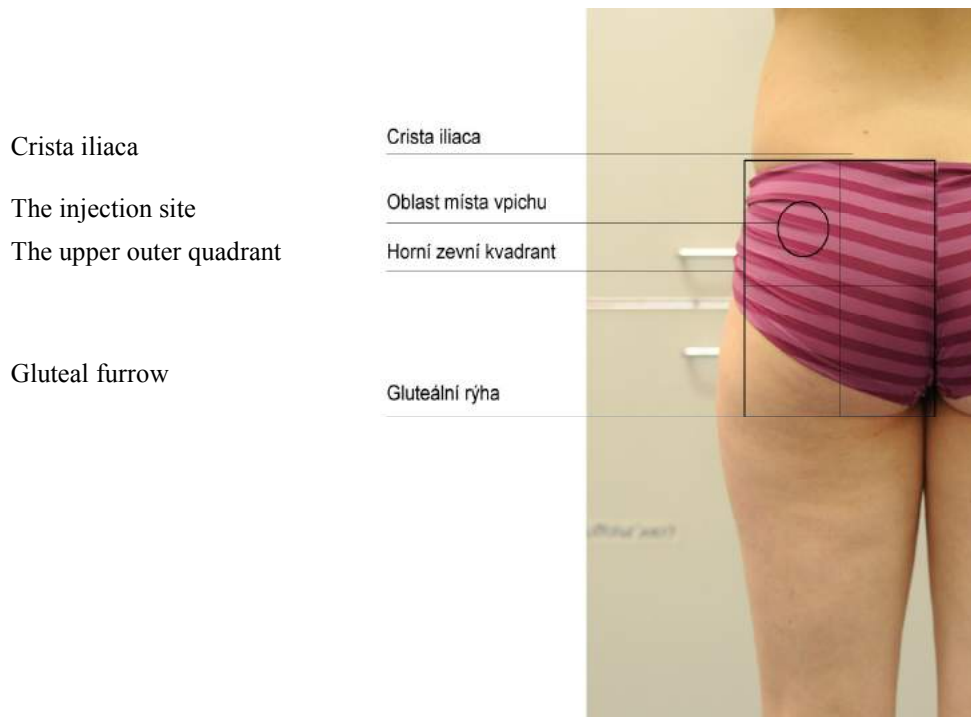 Crista iliaca
Crista iliaca
The injection site
Oblast místa vpichu
The upper outer quadrant
Horní zevní kvadrant
Gluteal furrow
Gluteální rýha